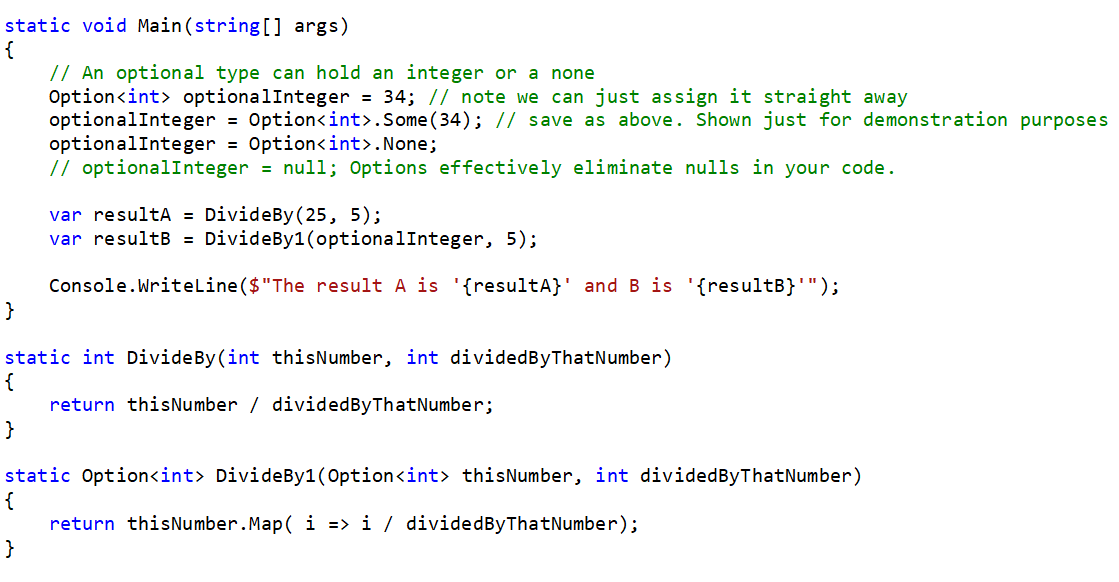 static void Main(string[] args)
{
    // An optional type can hold an integer or a none
    Option<int> optionalInteger = 34; // note we can just assign it straight away
    optionalInteger = Option<int>.Some(34); // save as above. Shown just for demonstration purposes
    optionalInteger = Option<int>.None;
    // optionalInteger = null; Options effectively eliminate nulls in your code.

    var resultA = DivideBy(25, 5);
    var resultB = DivideBy1(optionalInteger, 5);

    Console.WriteLine($"The result A is '{resultA}' and B is '{resultB}'");
}

static int DivideBy(int thisNumber, int dividedByThatNumber)
{
    return thisNumber / dividedByThatNumber;
}

static Option<int> DivideBy1(Option<int> thisNumber, int dividedByThatNumber)
{
    return thisNumber.Map( i => i / dividedByThatNumber);
}